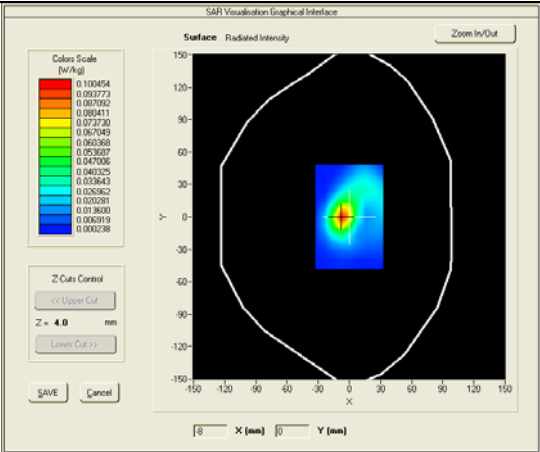 SAR Visualisation Graphical Interface
Surface Radiated Intensity
Zoom In/Out
Colors Scale
(W/kg)
0.100454
0.093773
0.087092
0.080411
0.073730
0.067049
0.060368
0.053687
0.047006
0.040325
0.033643
0.026962
0.020281
0.013600
0.006919
0.000238
Z-Cuts Control
<< Upper Cut
Z = 4.0 mm
Lower Cut >>
SAVE Cancel
150
120
90
60
30
0
-30
-60
-90
-120
-150
Y
-150 -120 -90 -60 -30 0 30 60 90 120 150
X
-8 X (mm) 0 Y (mm)